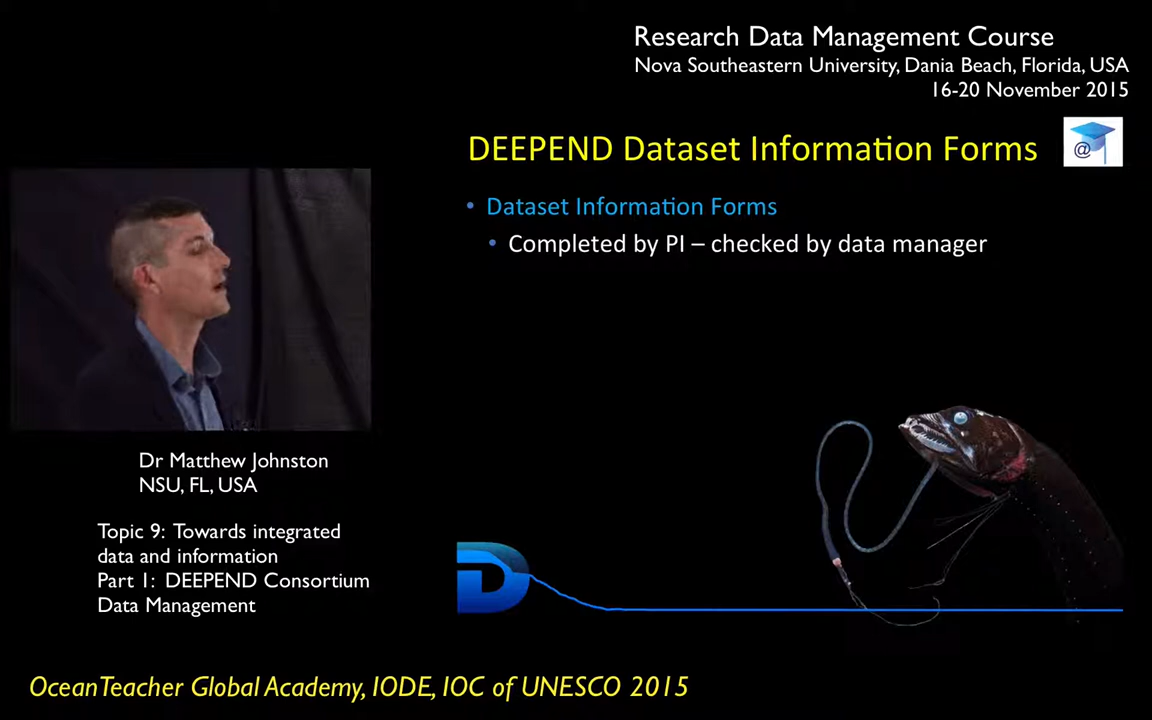 Research Data Management Course
Nova Southeastern University, Dania Beach, Florida, USA
16-20 November 2015
DEEPEND Dataset Information Forms
@
• Dataset Information Forms
• Completed by PI – checked by data manager
Dr Matthew Johnston
NSU, FL, USA
Topic 9: Towards integrated
data and information
Part 1: DEEPEND Consortium
Data Management
D
OceanTeacher Global Academy, IODE, IOC of UNESCO 2015